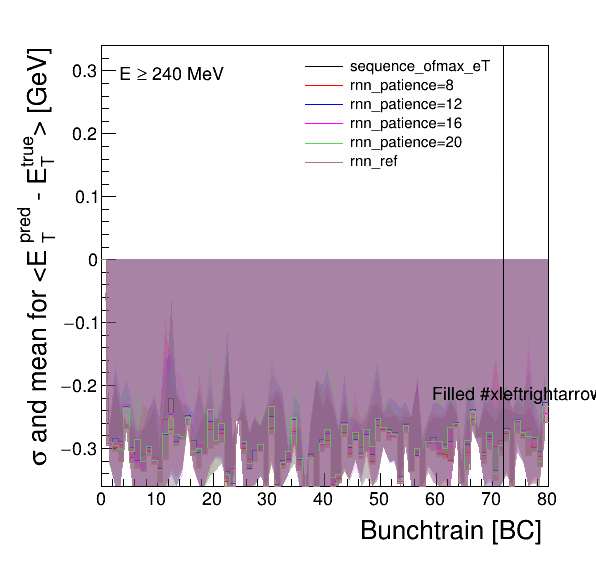 E ≥ 240 MeV
sequence_ofmax_eT
rnn_patience=8
rnn_patience=12
rnn_patience=16
rnn_patience=20
rnn_ref
σ and mean for <E_T^pred - E_T^true> [GeV]
0.3
0.2
0.1
0
−0.1
−0.2
−0.3
Filled #xleftrightarrow
0 10 20 30 40 50 60 70 80
Bunchtrain [BC]